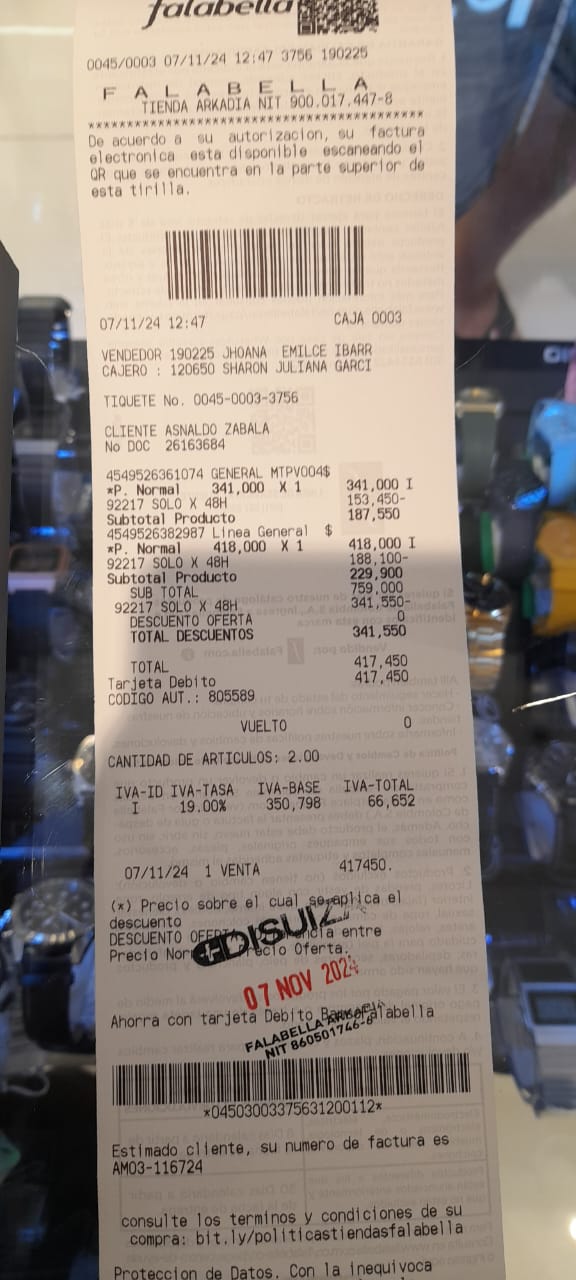 falabella
0045/0003 07/11/24 12:47 3756 190225
F A L A B E L L A
TIENDA ARKADIA NIT 900.017.447-8
****************************************
De acuerdo a su autorizacion, su factura
electronica esta disponible escaneando el
QR que se encuentra en la parte superior de
esta tirilla.
07/11/24 12:47 CAJA 0003
VENDEDOR 190225 JHOANA EMILCE IBARR
CAJERO : 120650 SHARON JULIANA GARCI
TIQUETE No. 0045-0003-3756
CLIENTE ASNALDO ZABALA
No DOC 26163684
4549526361074 GENERAL MTPV004$
*P. Normal 341,000 X 1 341,000 I
92217 SOLO X 48H 153,450-
Subtotal Producto 187,550
4549526382987 Linea General $
*P. Normal 418,000 X 1 418,000 I
92217 SOLO X 48H 188,100-
Subtotal Producto 229,900
SUB TOTAL 759,000
92217 SOLO X 48H 341,550-
DESCUENTO OFERTA 0
TOTAL DESCUENTOS 341,550
TOTAL 417,450
Tarjeta Debito 417,450
CODIGO AUT.: 805589
VUELTO 0
CANTIDAD DE ARTICULOS: 2.00
IVA-ID IVA-TASA IVA-BASE IVA-TOTAL
I 19.00% 350,798 66,652
07/11/24 1 VENTA 417450.
(*) Precio sobre el cual se aplica el
descuento
DESCUENTO OFERTA: entre
Precio Precio Oferta.
DISUIZ
07 NOV 2024
Ahorra con tarjeta Debito Banco Falabella
FALABELLA ARKADIA
NIT 860501746-6
*04503003375631200112*
Estimado cliente, su numero de factura es
AM03-116724
consulte los terminos y condiciones de su
compra: bit.ly/politicastiendasfalabella
Proteccion de Datos. Con la inequivoca